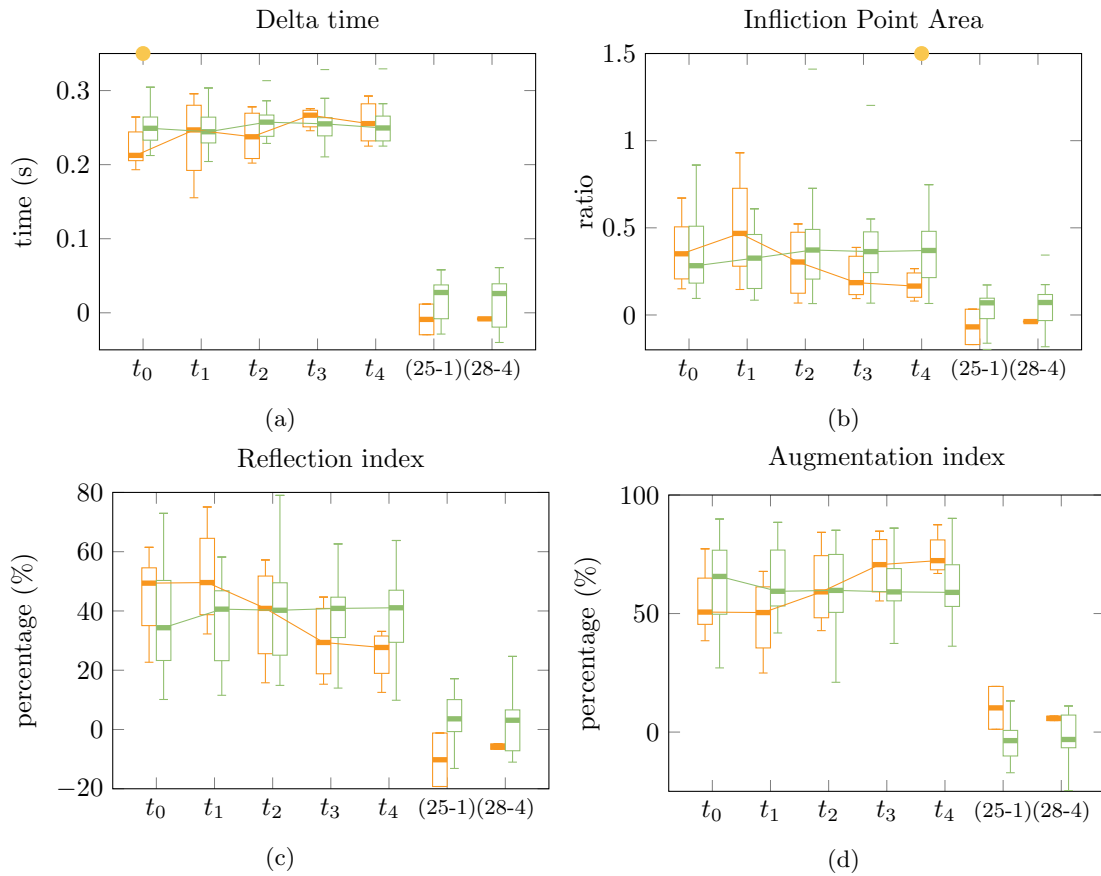 Delta time
time (s)
0.3
0.2
0.1
0
t₀ t₁ t₂ t₃ t₄ (25-1)(28-4)
(a)
Infliction Point Area
ratio
1.5
1
0.5
0
t₀ t₁ t₂ t₃ t₄ (25-1)(28-4)
(b)
Reflection index
percentage (%)
80
60
40
20
0
−20
t₀ t₁ t₂ t₃ t₄ (25-1)(28-4)
(c)
Augmentation index
percentage (%)
100
50
0
t₀ t₁ t₂ t₃ t₄ (25-1)(28-4)
(d)